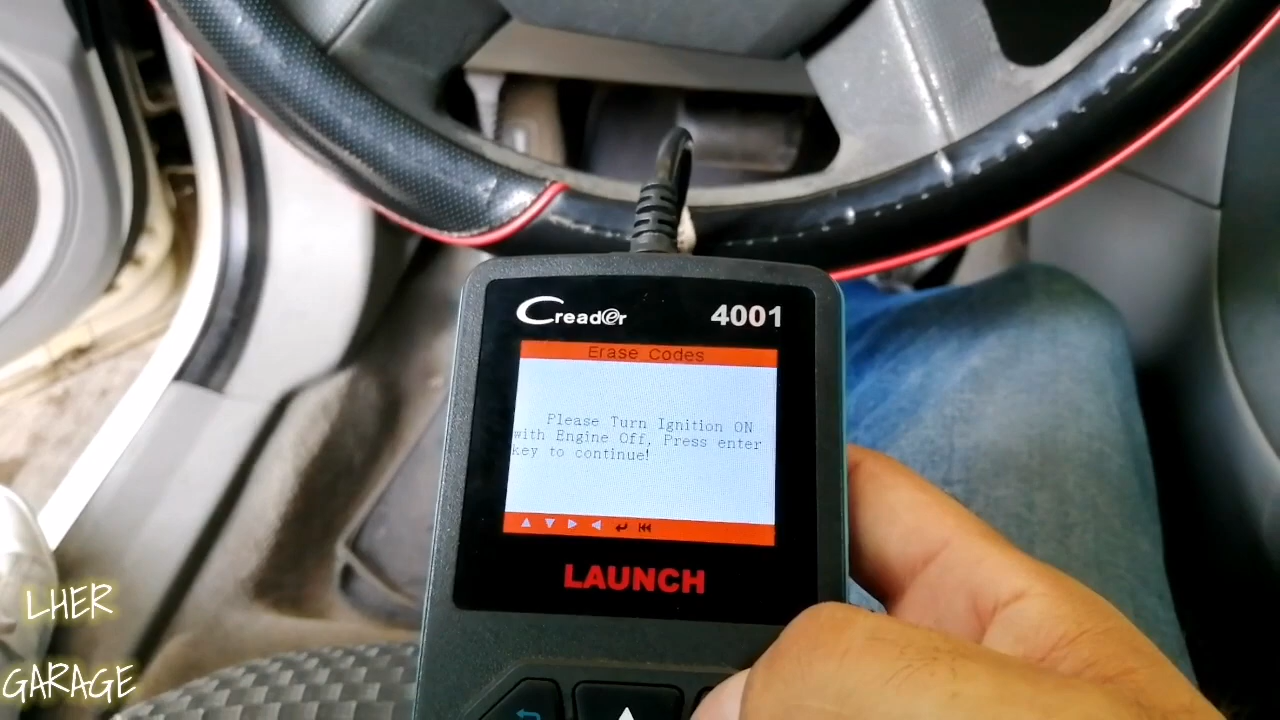 Creader 4001
Erase Codes
Please Turn Ignition ON
with Engine Off, Press enter
key to continue!
LAUNCH
LHER
GARAGE